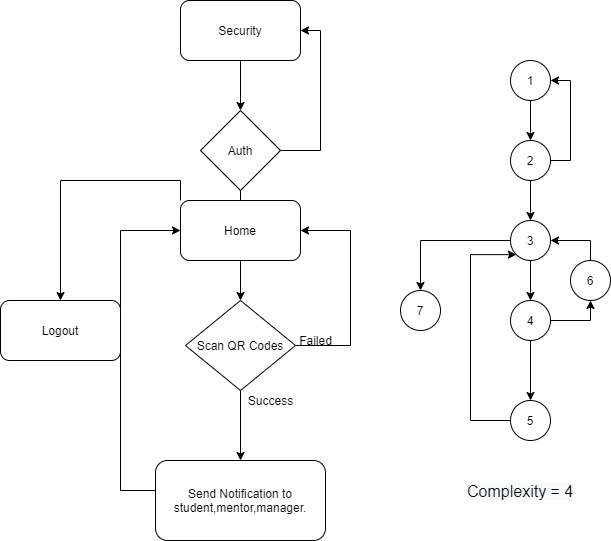 Security
Auth
Home
Logout
Scan QR Codes
Failed
Success
Send Notification to
student,mentor,manager.
1
2
3
6
7
4
5
Complexity = 4